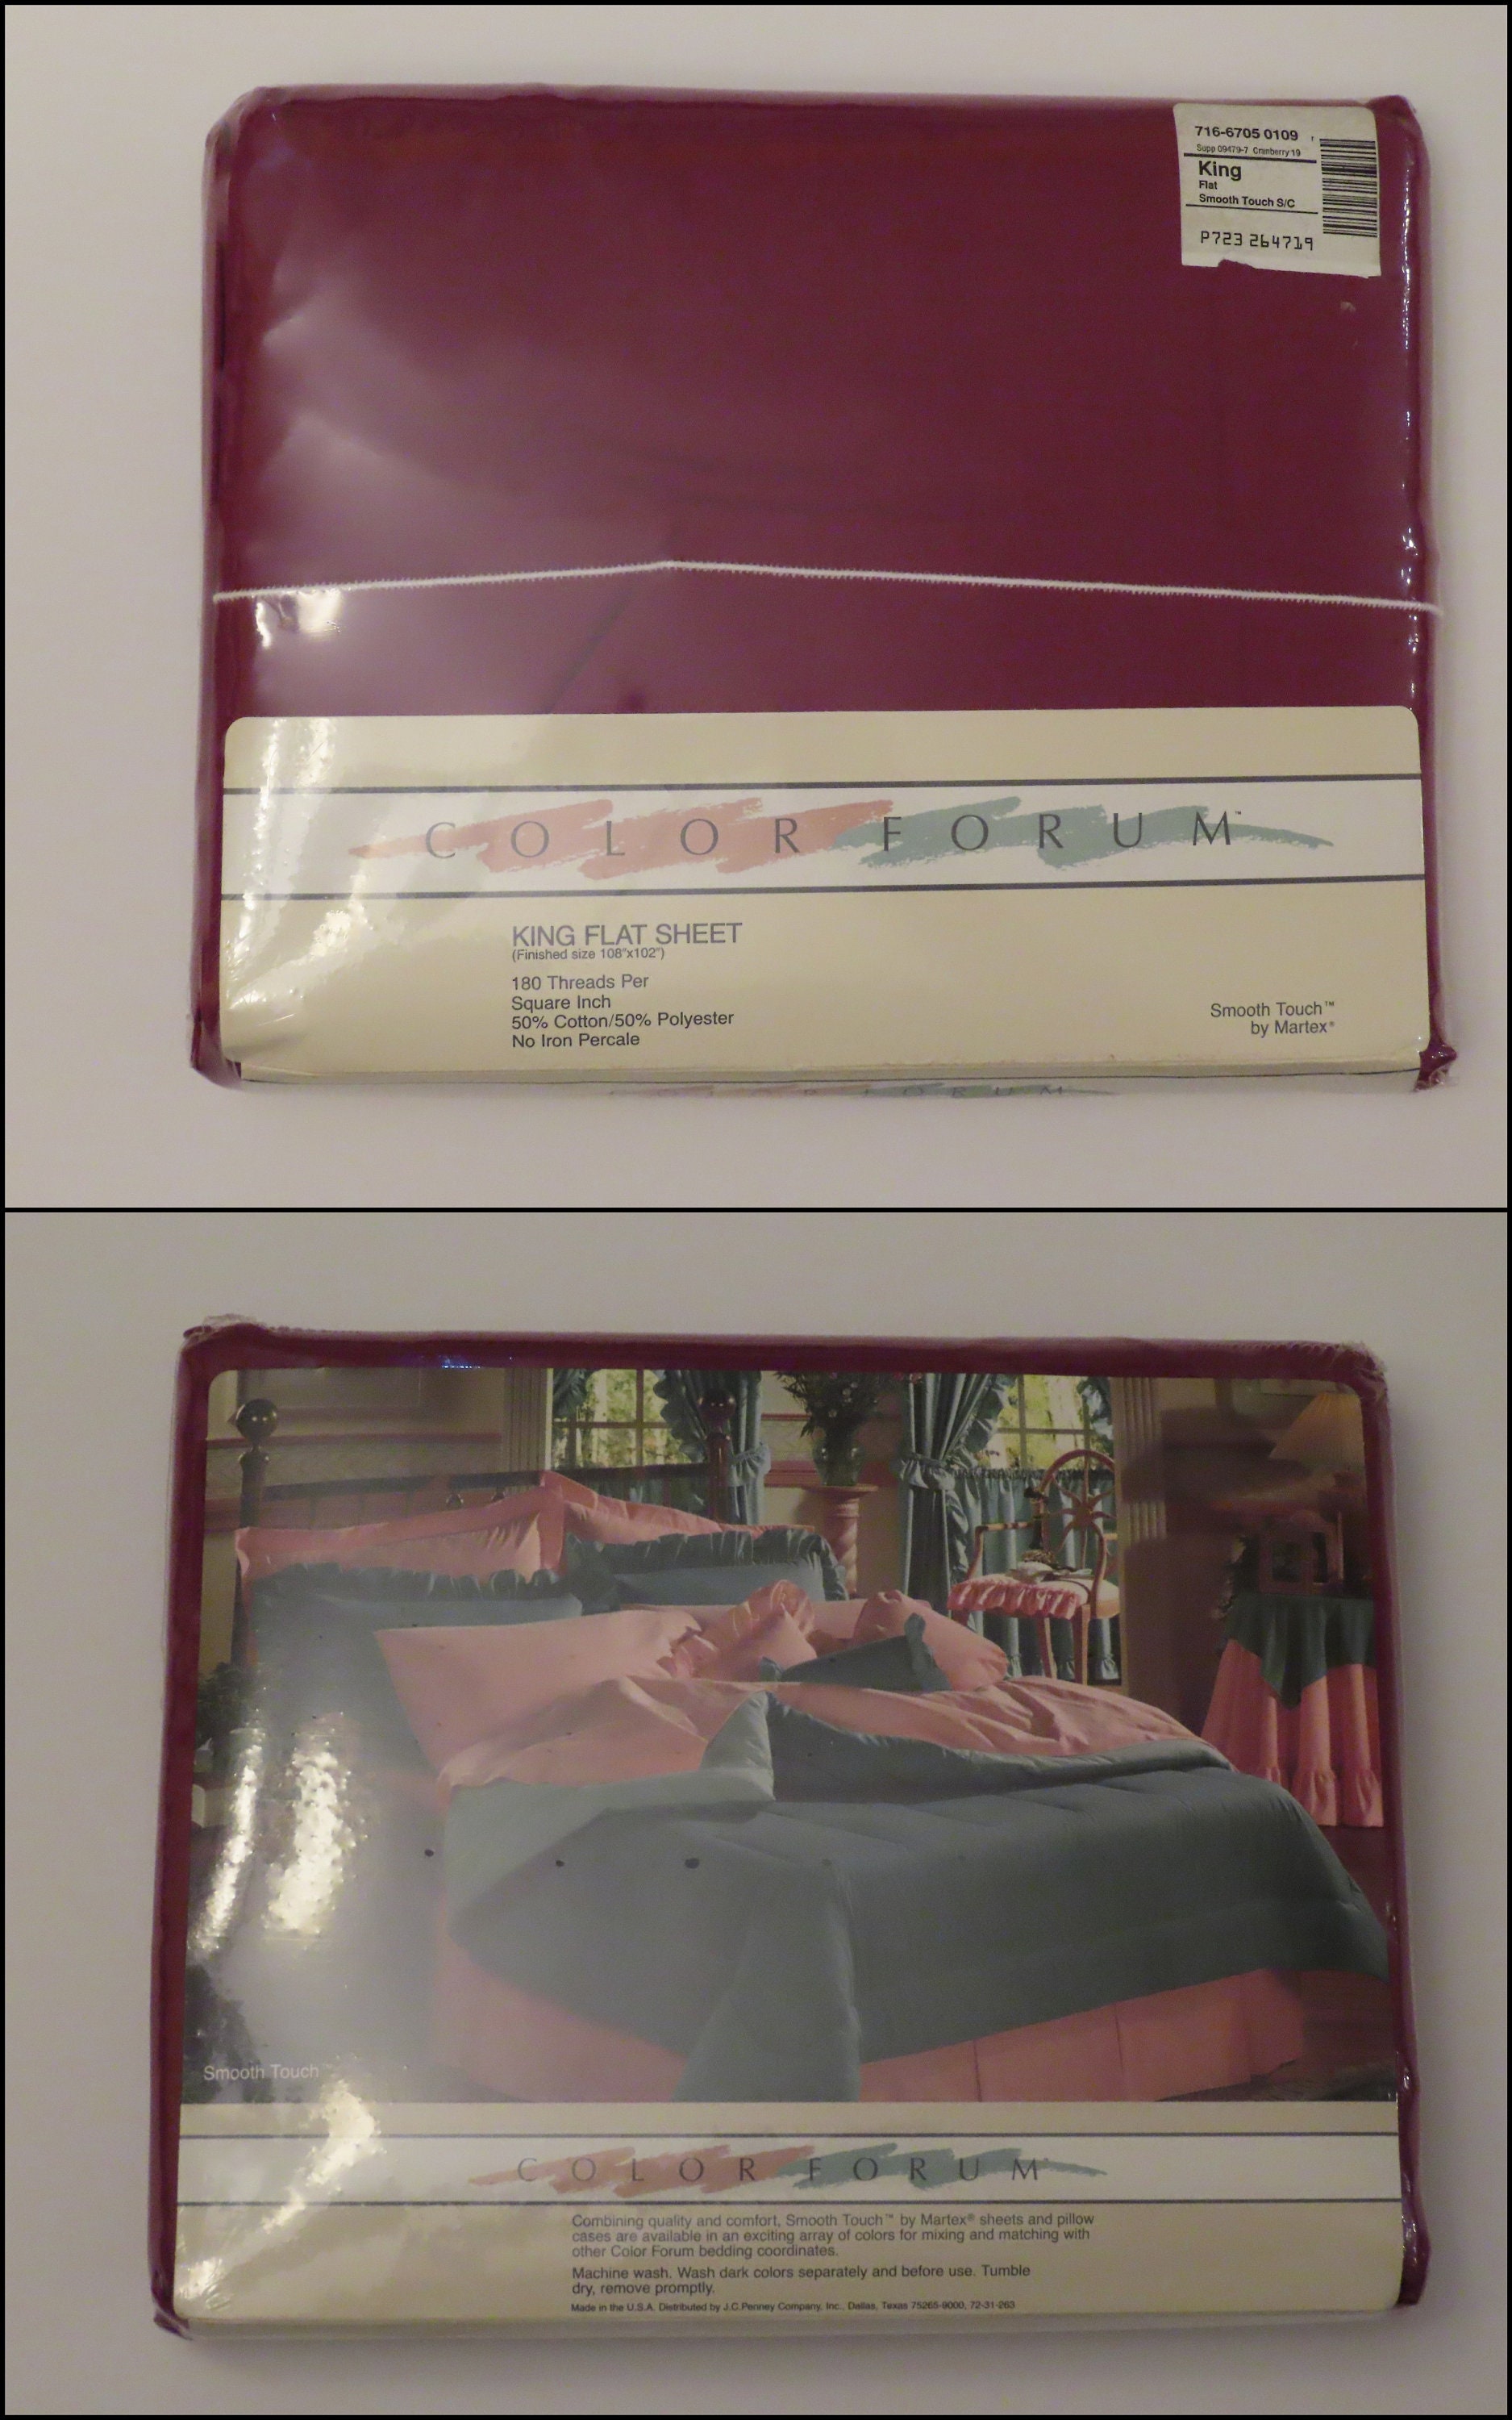 716-6705 0109
Supp 09479-7 Cranberry 19
King
Flat
Smooth Touch S/C
P723 264719
COLOR FORUM™
KING FLAT SHEET
(Finished size 108"x102")
180 Threads Per
Square Inch
50% Cotton/50% Polyester
No Iron Percale
Smooth Touch™
by Martex®
COLOR FORUM
Smooth Touch
COLOR FORUM™
Combining quality and comfort, Smooth Touch™ by Martex® sheets and pillow
cases are available in an exciting array of colors for mixing and matching with
other Color Forum bedding coordinates.
Machine wash. Wash dark colors separately and before use. Tumble
dry, remove promptly.
Made in the U.S.A. Distributed by J.C.Penney Company, Inc., Dallas, Texas 75265-9000, 72-31-263